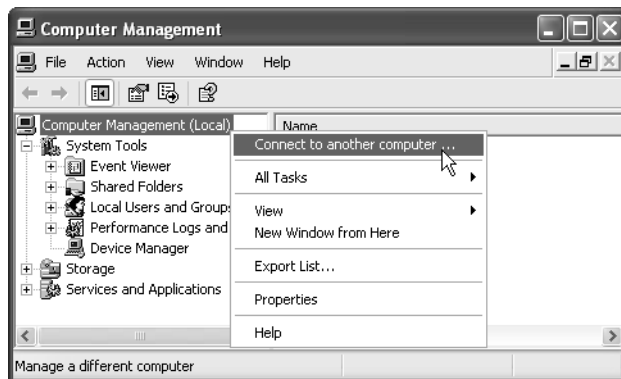 Computer Management
File Action View Window Help
Computer Management (Local)
Name
System Tools
Event Viewer
Shared Folders
Local Users and Groups
Performance Logs and
Device Manager
Storage
Services and Applications
Connect to another computer ...
All Tasks
View
New Window from Here
Export List...
Properties
Help
Manage a different computer